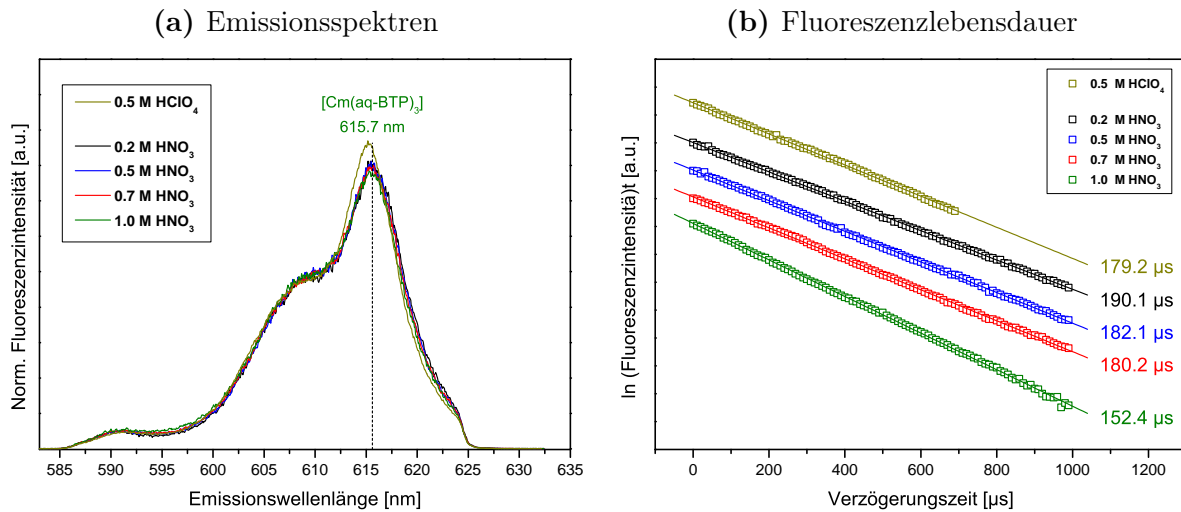 (a) Emissionsspektren
Norm. Fluoreszenzintensität [a.u.]
0.5 M HClO₄
0.2 M HNO₃
0.5 M HNO₃
0.7 M HNO₃
1.0 M HNO₃
[Cm(aq-BTP)₃]
615.7 nm
585 590 595 600 605 610 615 620 625 630 635
Emissionswellenlänge [nm]
(b) Fluoreszenzlebensdauer
ln (Fluoreszenzintensität)t [a.u.]
0.5 M HClO₄
0.2 M HNO₃
0.5 M HNO₃
0.7 M HNO₃
1.0 M HNO₃
179.2 µs
190.1 µs
182.1 µs
180.2 µs
152.4 µs
0 200 400 600 800 1000 1200
Verzögerungszeit [µs]